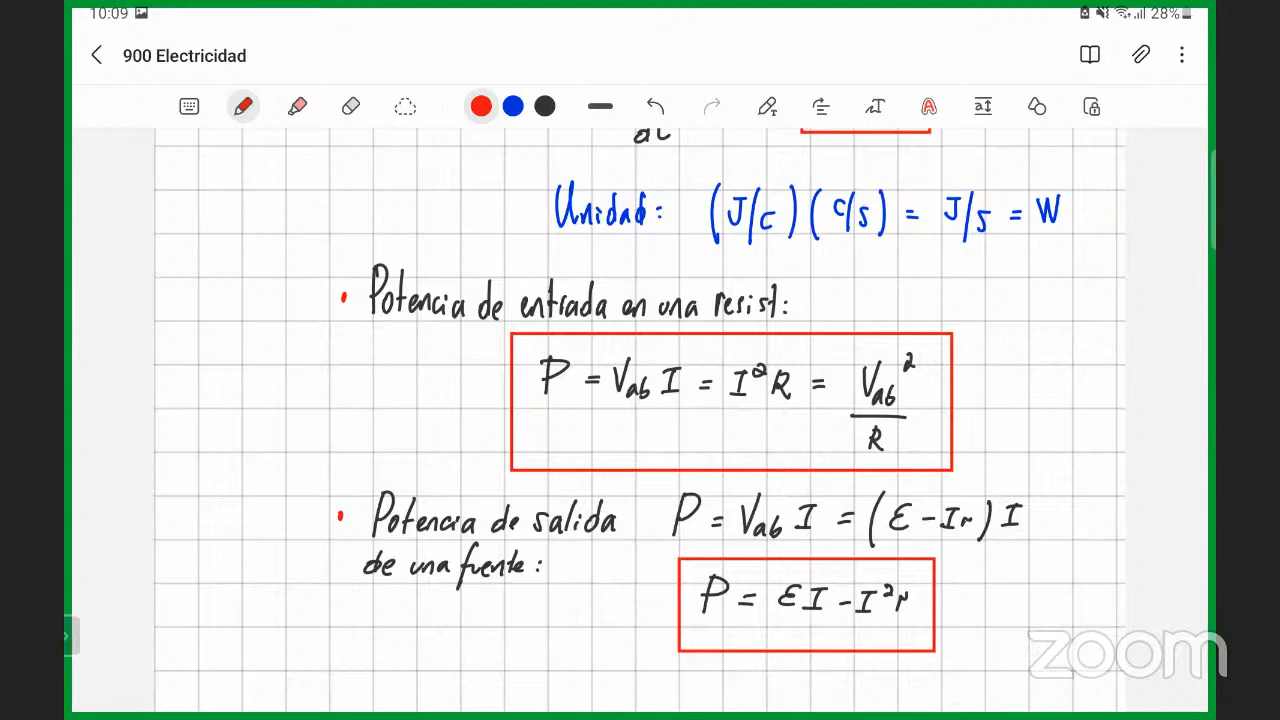 10:09 28%
900 Electricidad
Unidad: (J/C)(C/s) = J/s = W
• Potencia de entrada en una resist:
P = Vab I = I²R = Vab² / R
• Potencia de salida P = Vab I = (ε - Ir) I
de una fuente:
P = εI - I²r
zoom